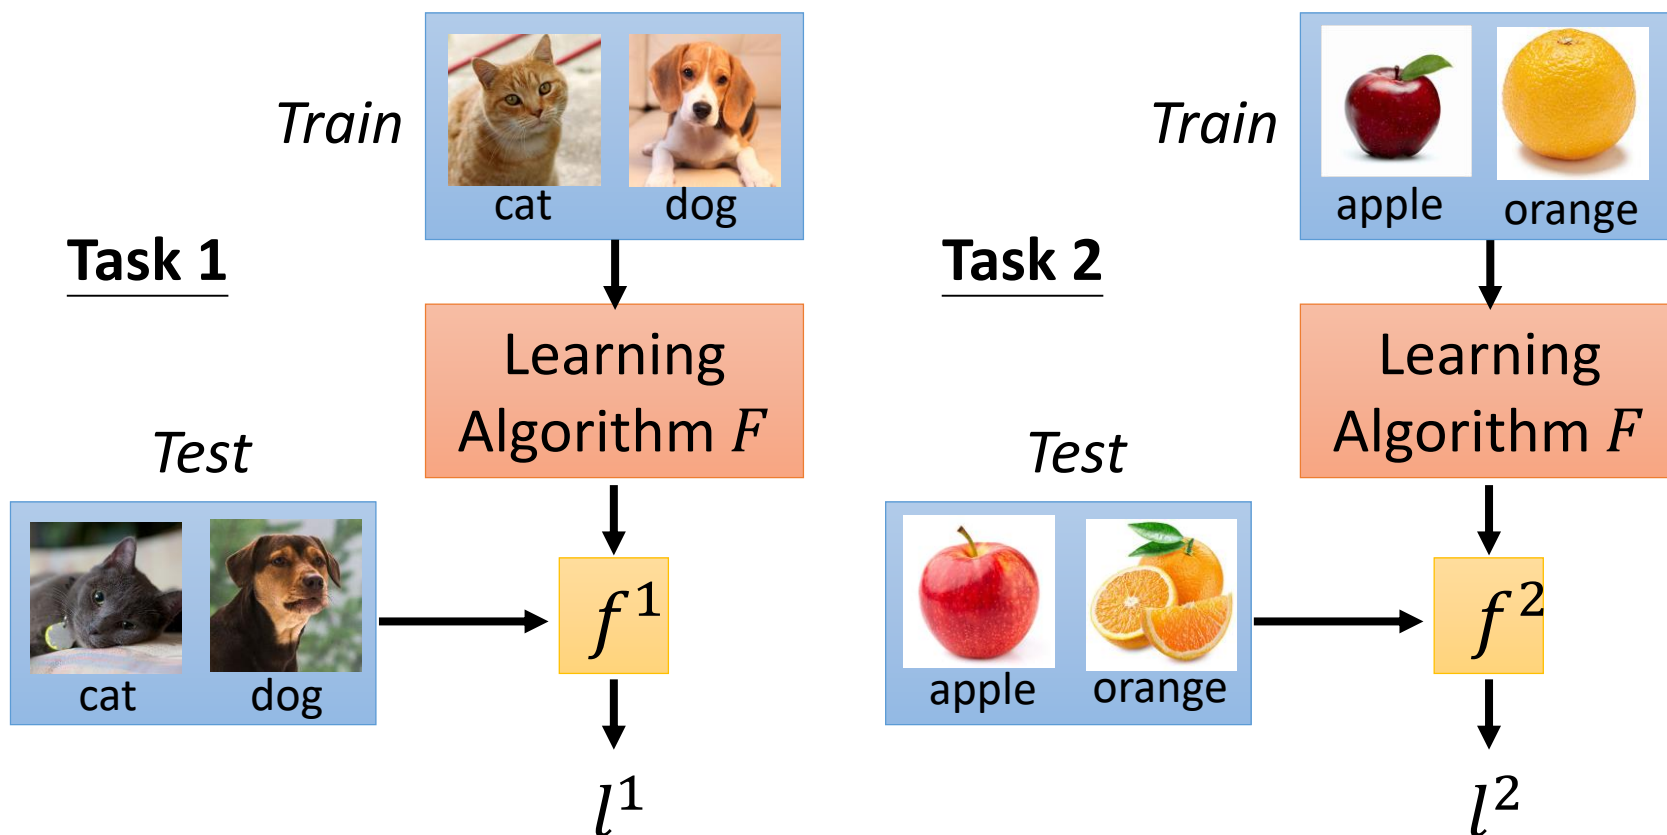 Train
cat dog
Task 1
Learning
Algorithm F
Test
cat dog
f¹
l¹
Train
apple orange
Task 2
Learning
Algorithm F
Test
apple orange
f²
l²